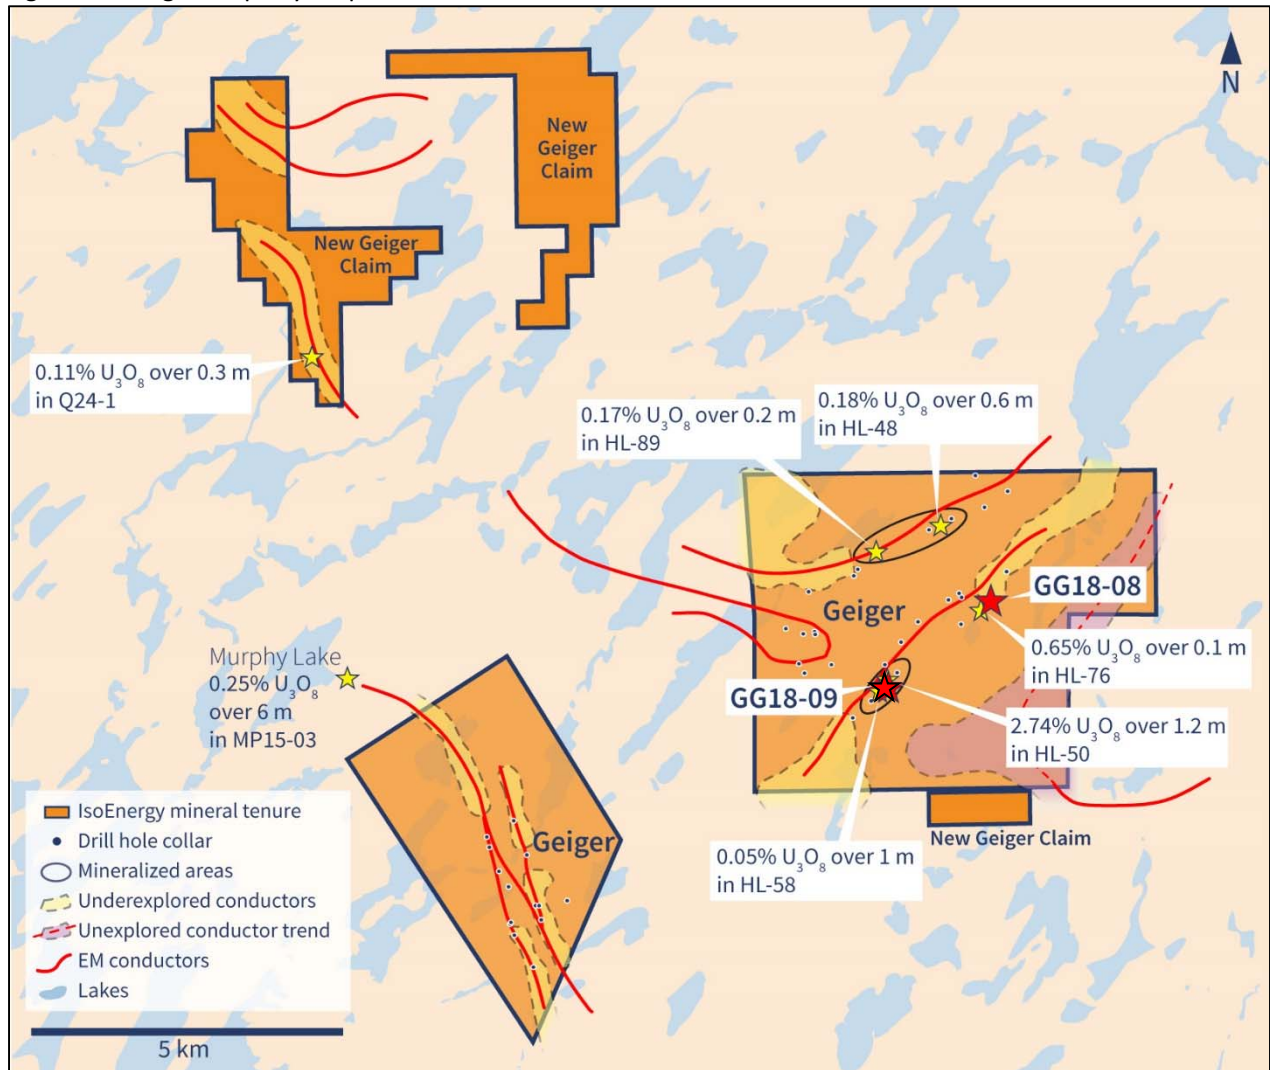 N
New
Geiger
Claim
New Geiger
Claim
0.11% U₃O₈ over 0.3 m
in Q24-1
0.17% U₃O₈ over 0.2 m
in HL-89
0.18% U₃O₈ over 0.6 m
in HL-48
GG18-08
Geiger
0.65% U₃O₈ over 0.1 m
in HL-76
GG18-09
2.74% U₃O₈ over 1.2 m
in HL-50
Murphy Lake
0.25% U₃O₈
over 6 m
in MP15-03
New Geiger Claim
Geiger
0.05% U₃O₈ over 1 m
in HL-58
IsoEnergy mineral tenure
Drill hole collar
Mineralized areas
Underexplored conductors
Unexplored conductor trend
EM conductors
Lakes
5 km